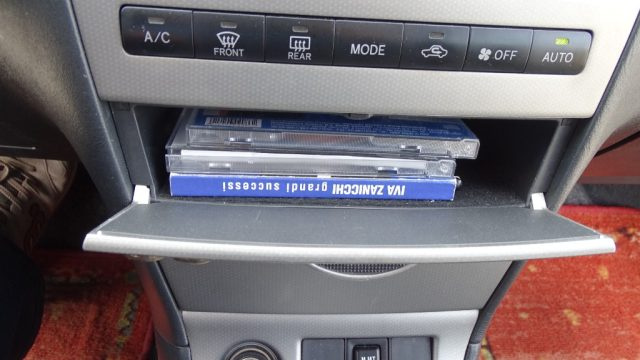 A/C
FRONT
REAR
MODE
OFF
AUTO
IVA ZANICCHI grandi successi